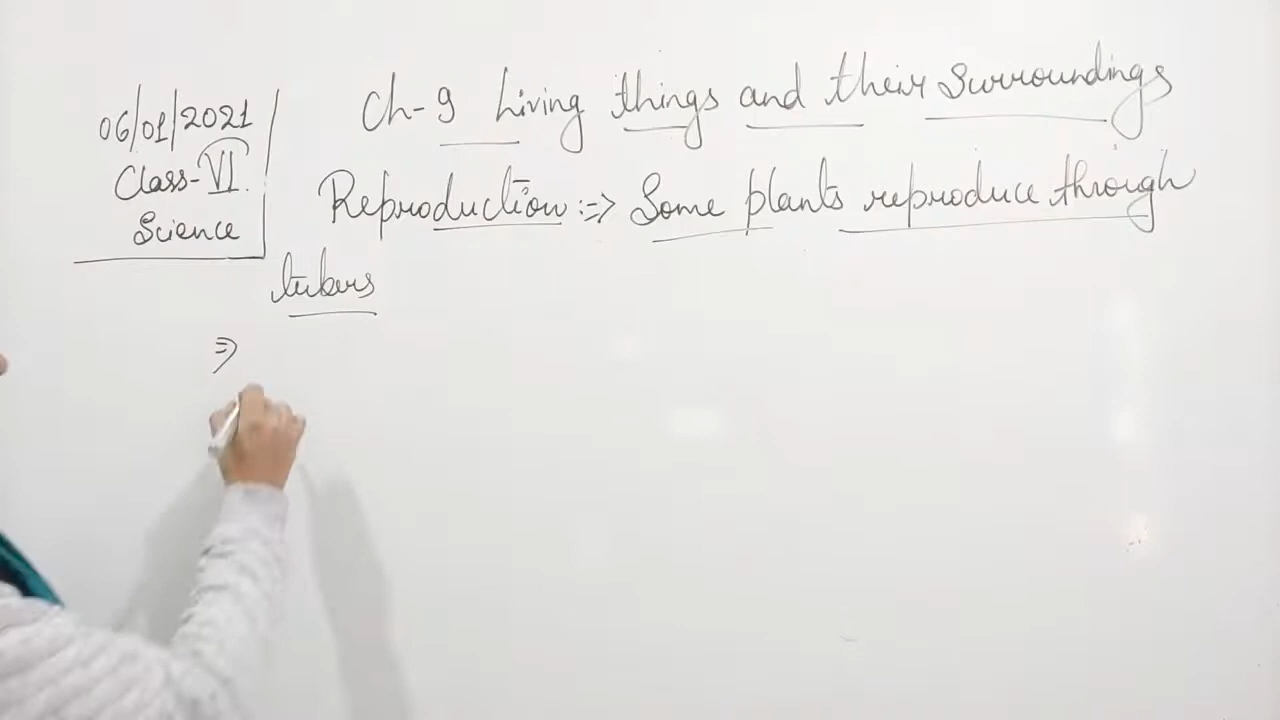 06/01/2021
Class-VI
Science
Ch-9 Living things and their surroundings
Reproduction :⇒ Some plants reproduce through
tubers
⇒